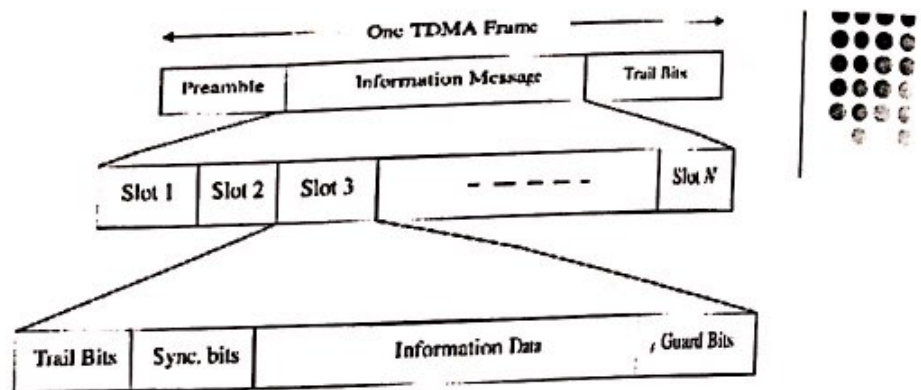 One TDMA Frame
Preamble Information Message Trail Bits
Slot 1 Slot 2 Slot 3 Slot N
Trail Bits Sync. bits Information Data Guard Bits